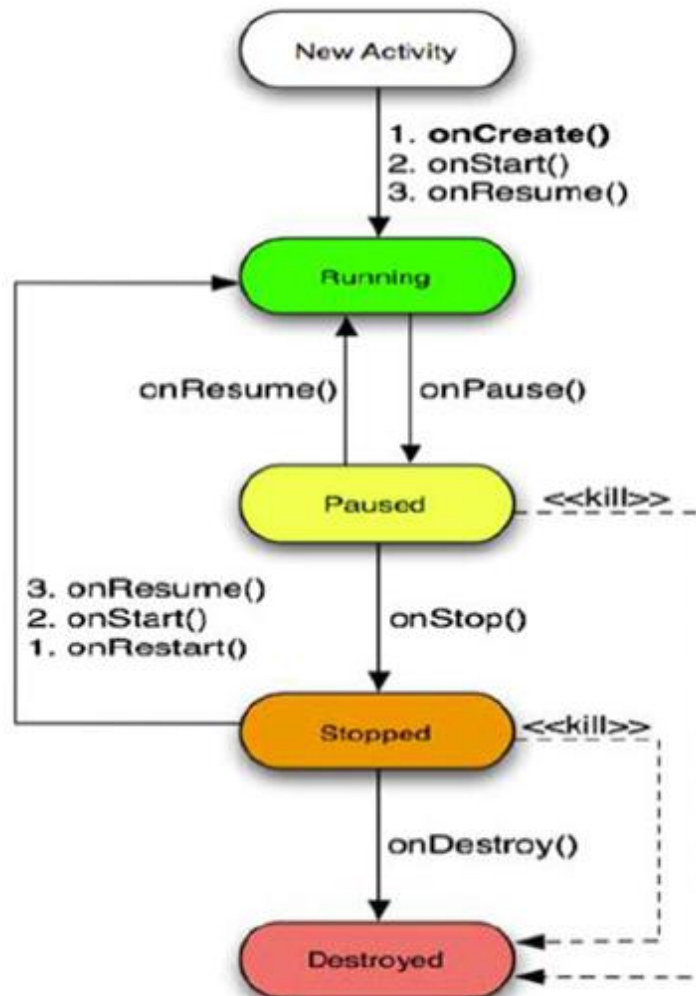 New Activity
1. onCreate()
2. onStart()
3. onResume()
Running
onResume()
onPause()
Paused
<<kill>>
3. onResume()
2. onStart()
1. onRestart()
onStop()
Stopped
<<kill>>
onDestroy()
Destroyed